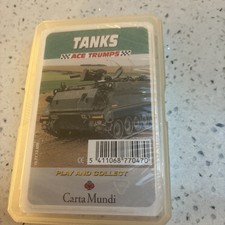 TANKS
ACE TRUMPS
5 411068 770470
PLAY AND COLLECT
Carta Mundi